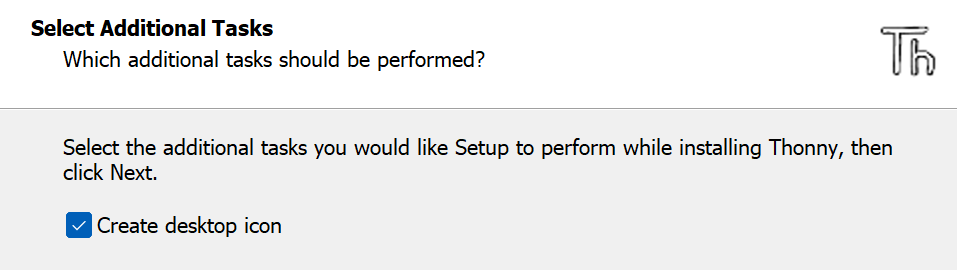 Select Additional Tasks
Which additional tasks should be performed?
Th
Select the additional tasks you would like Setup to perform while installing Thonny, then
click Next.
Create desktop icon